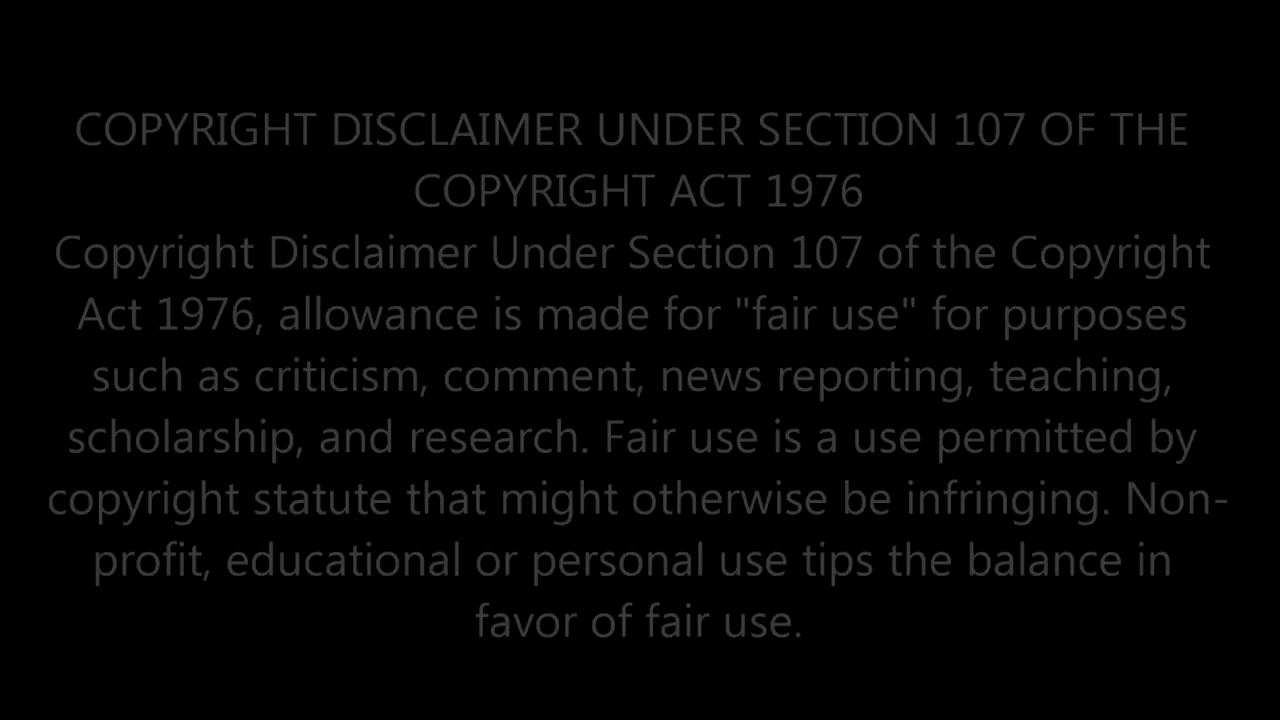 COPYRIGHT DISCLAIMER UNDER SECTION 107 OF THE
COPYRIGHT ACT 1976
Copyright Disclaimer Under Section 107 of the Copyright
Act 1976, allowance is made for "fair use" for purposes
such as criticism, comment, news reporting, teaching,
scholarship, and research. Fair use is a use permitted by
copyright statute that might otherwise be infringing. Non-
profit, educational or personal use tips the balance in
favor of fair use.